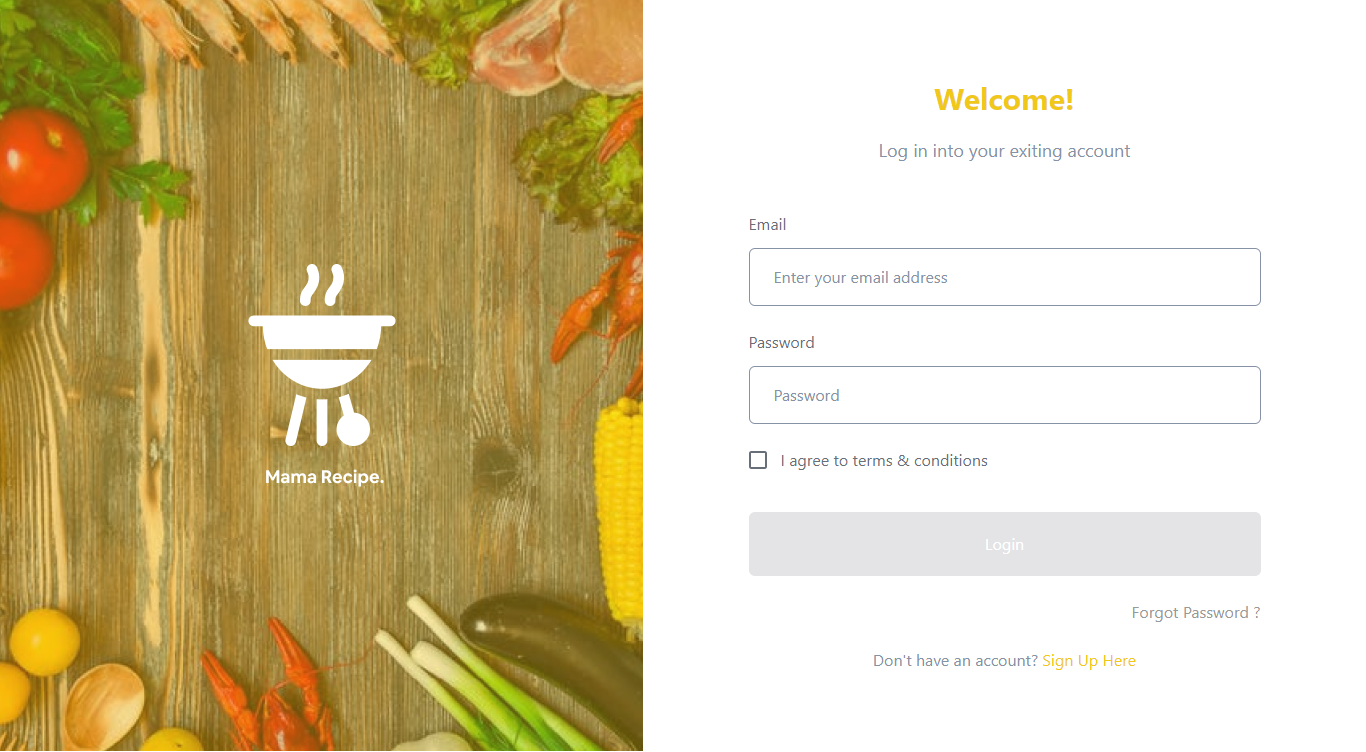 Mama Recipe.
Welcome!
Log in into your exiting account
Email
Enter your email address
Password
Password
I agree to terms & conditions
Login
Forgot Password ?
Don't have an account? Sign Up Here